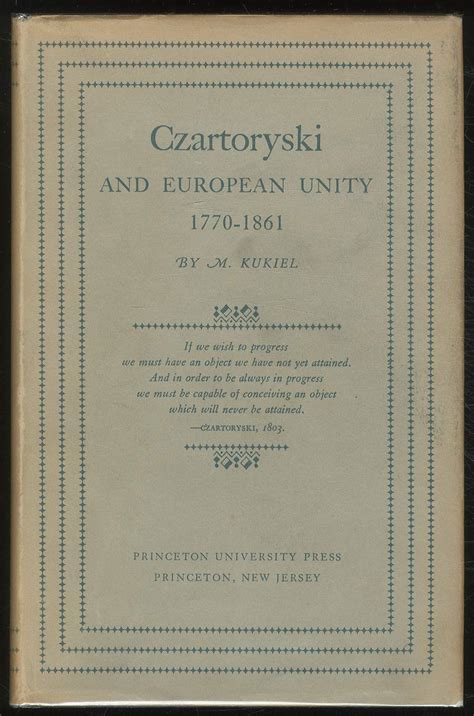 Czartoryski
AND EUROPEAN UNITY
1770-1861
BY M. KUKIEL
If we wish to progress
we must have an object we have not yet attained.
And in order to be always in progress
we must be capable of conceiving an object
which will never be attained.
—CZARTORYSKI, 1803.
PRINCETON UNIVERSITY PRESS
PRINCETON, NEW JERSEY